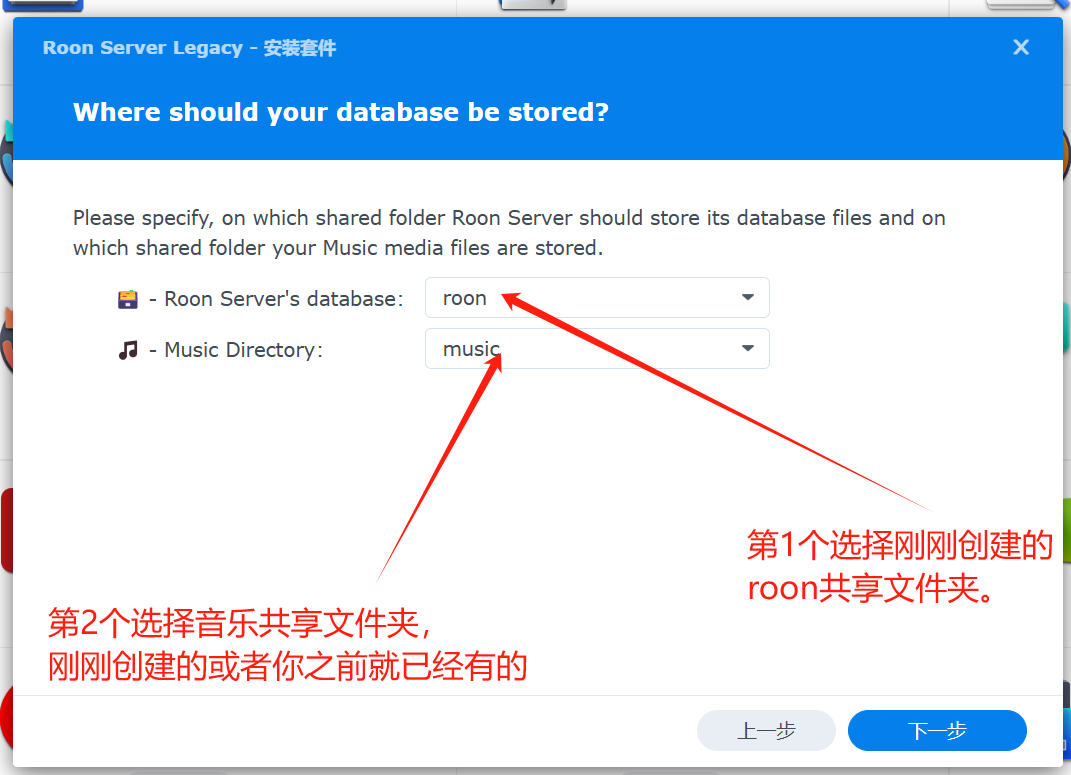 Roon Server Legacy - 安装套件
Where should your database be stored?
Please specify, on which shared folder Roon Server should store its database files and on
which shared folder your Music media files are stored.
- Roon Server's database:
roon
- Music Directory:
music
第1个选择刚刚创建的
roon共享文件夹。
第2个选择音乐共享文件夹，
刚刚创建的或者你之前就已经有的
上一步
下一步